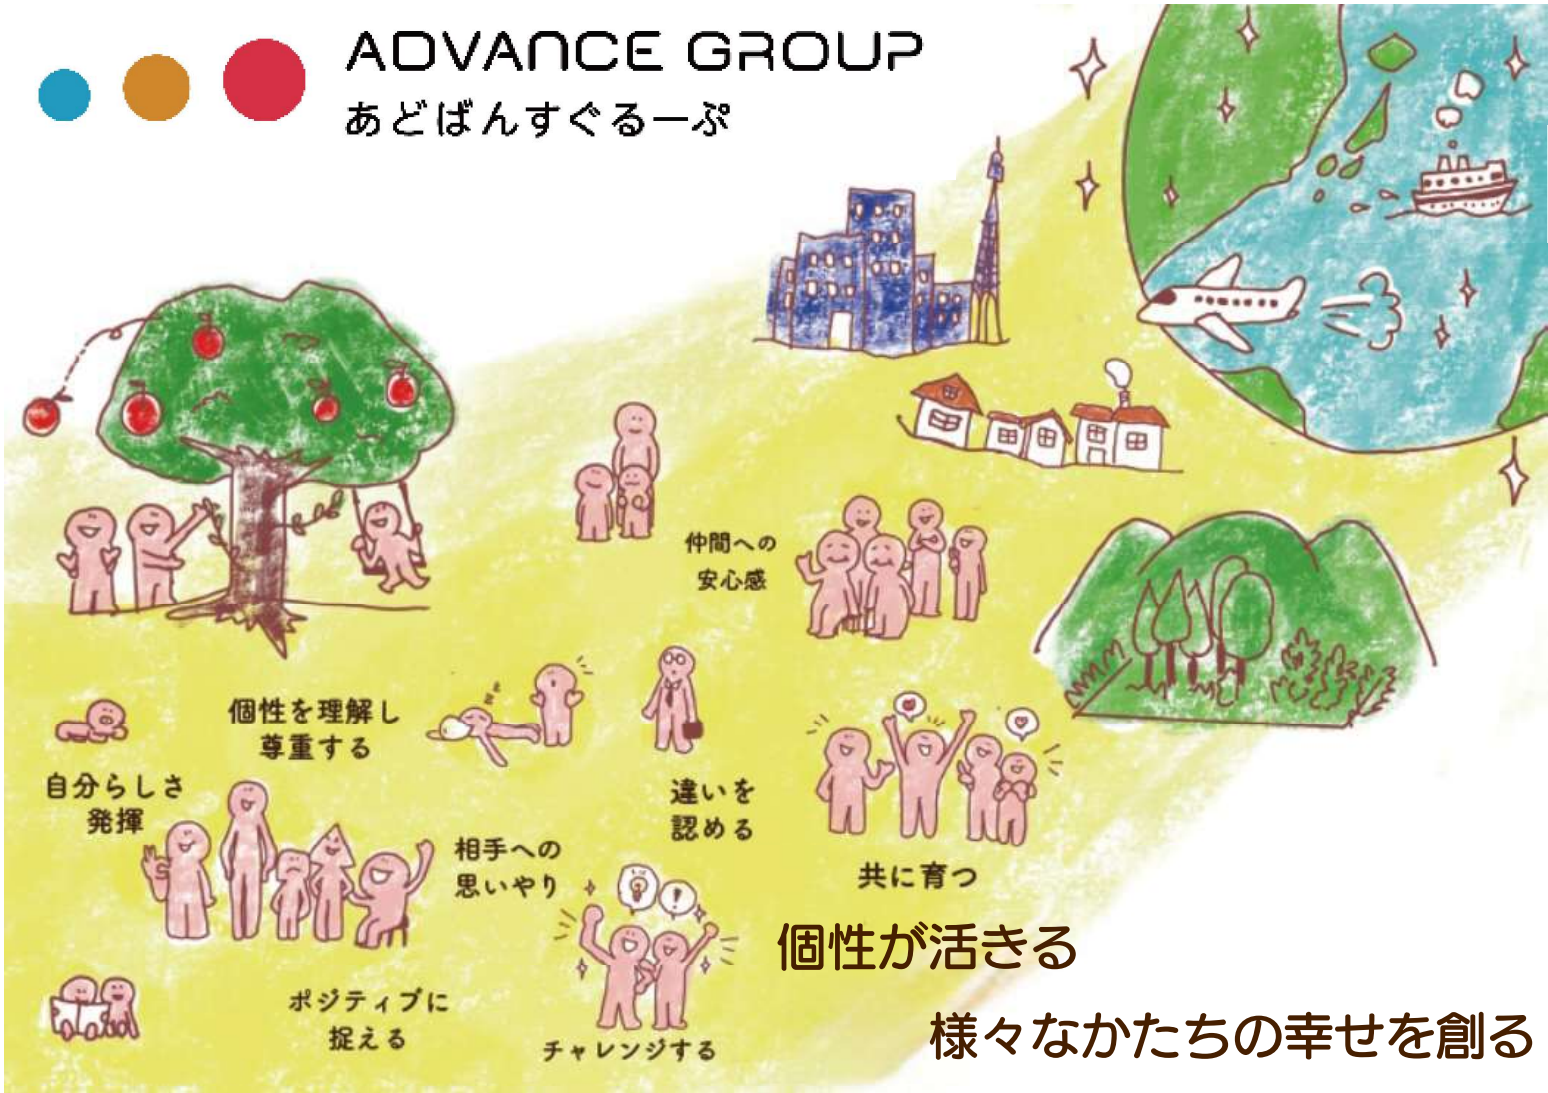 ADVANCE GROUP
あどばんすぐるーぷ
仲間への
安心感
個性を理解し
尊重する
自分らしさ
発揮
違いを
認める
相手への
思いやり
共に育つ
ポジティブに
捉える
チャレンジする
個性が活きる
様々なかたちの幸せを創る